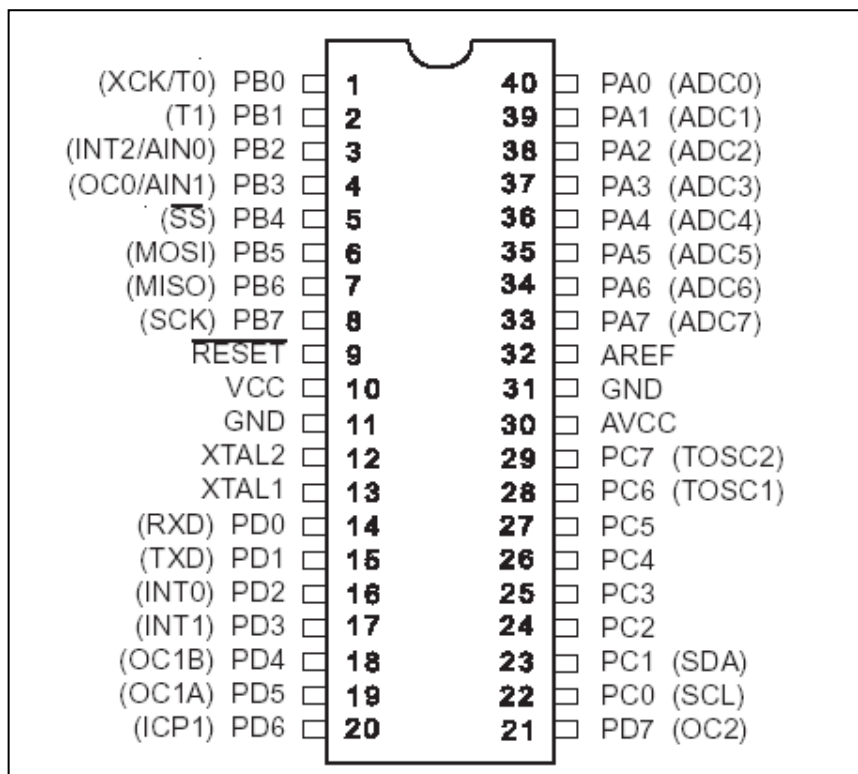 (XCK/T0) PB0 1 40 PA0 (ADC0)
(T1) PB1 2 39 PA1 (ADC1)
(INT2/AIN0) PB2 3 38 PA2 (ADC2)
(OC0/AIN1) PB3 4 37 PA3 (ADC3)
(SS) PB4 5 36 PA4 (ADC4)
(MOSI) PB5 6 35 PA5 (ADC5)
(MISO) PB6 7 34 PA6 (ADC6)
(SCK) PB7 8 33 PA7 (ADC7)
RESET 9 32 AREF
VCC 10 31 GND
GND 11 30 AVCC
XTAL2 12 29 PC7 (TOSC2)
XTAL1 13 28 PC6 (TOSC1)
(RXD) PD0 14 27 PC5
(TXD) PD1 15 26 PC4
(INT0) PD2 16 25 PC3
(INT1) PD3 17 24 PC2
(OC1B) PD4 18 23 PC1 (SDA)
(OC1A) PD5 19 22 PC0 (SCL)
(ICP1) PD6 20 21 PD7 (OC2)